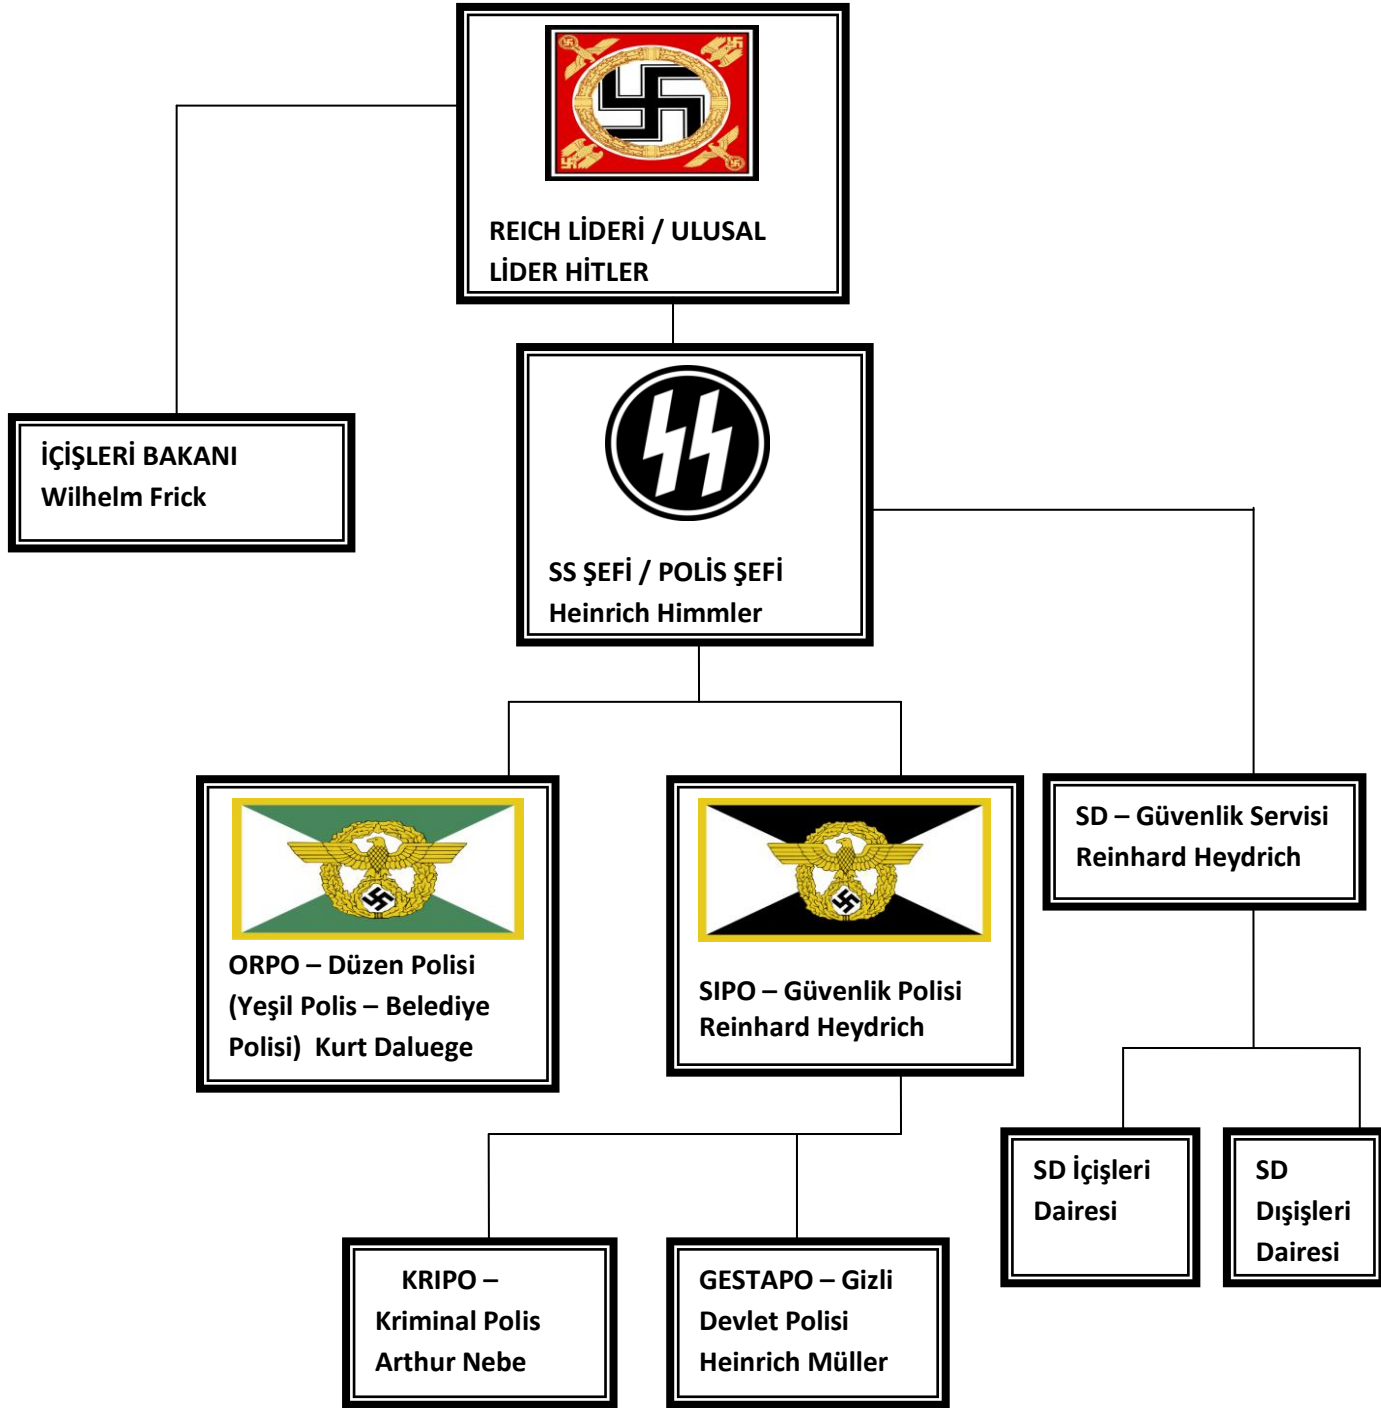 REICH LİDERİ / ULUSAL
LİDER HİTLER
İÇİŞLERİ BAKANI
Wilhelm Frick
SS ŞEFİ / POLİS ŞEFİ
Heinrich Himmler
ORPO – Düzen Polisi
(Yeşil Polis – Belediye
Polisi) Kurt Daluege
SIPO – Güvenlik Polisi
Reinhard Heydrich
SD – Güvenlik Servisi
Reinhard Heydrich
SD İçişleri
Dairesi
SD
Dışişleri
Dairesi
KRIPO –
Kriminal Polis
Arthur Nebe
GESTAPO – Gizli
Devlet Polisi
Heinrich Müller